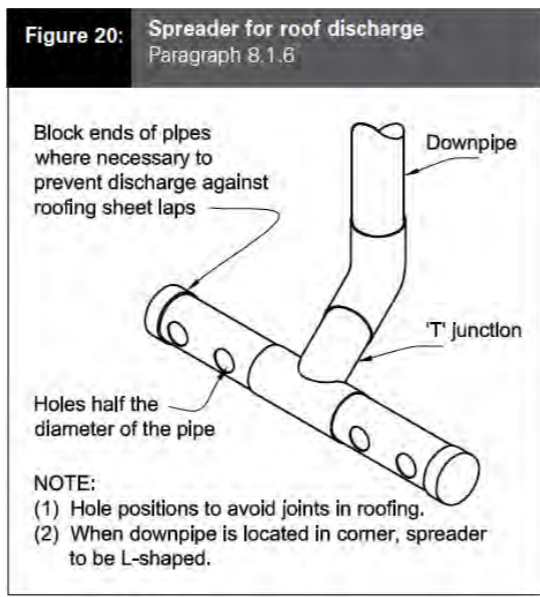 Figure 20:
Spreader for roof discharge
Paragraph 8.1.6
Block ends of pipes
where necessary to
prevent discharge against
roofing sheet laps
Downpipe
'T' junction
Holes half the
diameter of the pipe
NOTE:
(1) Hole positions to avoid joints in roofing.
(2) When downpipe is located in corner, spreader
to be L-shaped.